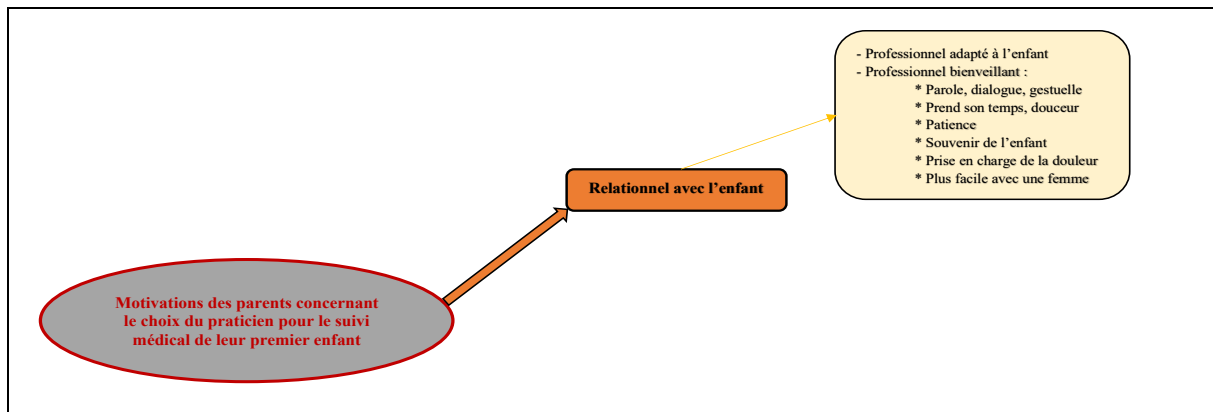 - Professionnel adapté à l'enfant
- Professionnel bienveillant :
* Parole, dialogue, gestuelle
* Prend son temps, douceur
* Patience
* Souvenir de l'enfant
* Prise en charge de la douleur
* Plus facile avec une femme
Relationnel avec l'enfant
Motivations des parents concernant
le choix du praticien pour le suivi
médical de leur premier enfant